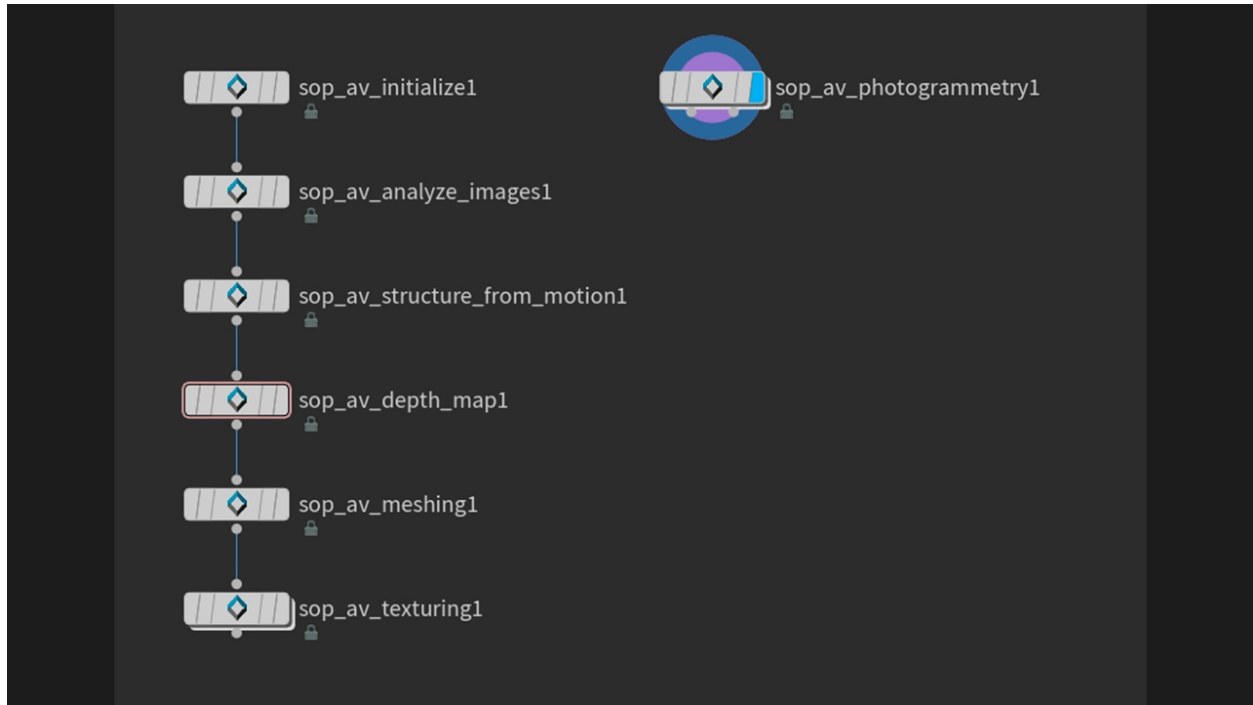 sop_av_initialize1
sop_av_photogrammetry1
sop_av_analyze_images1
sop_av_structure_from_motion1
sop_av_depth_map1
sop_av_meshing1
sop_av_texturing1